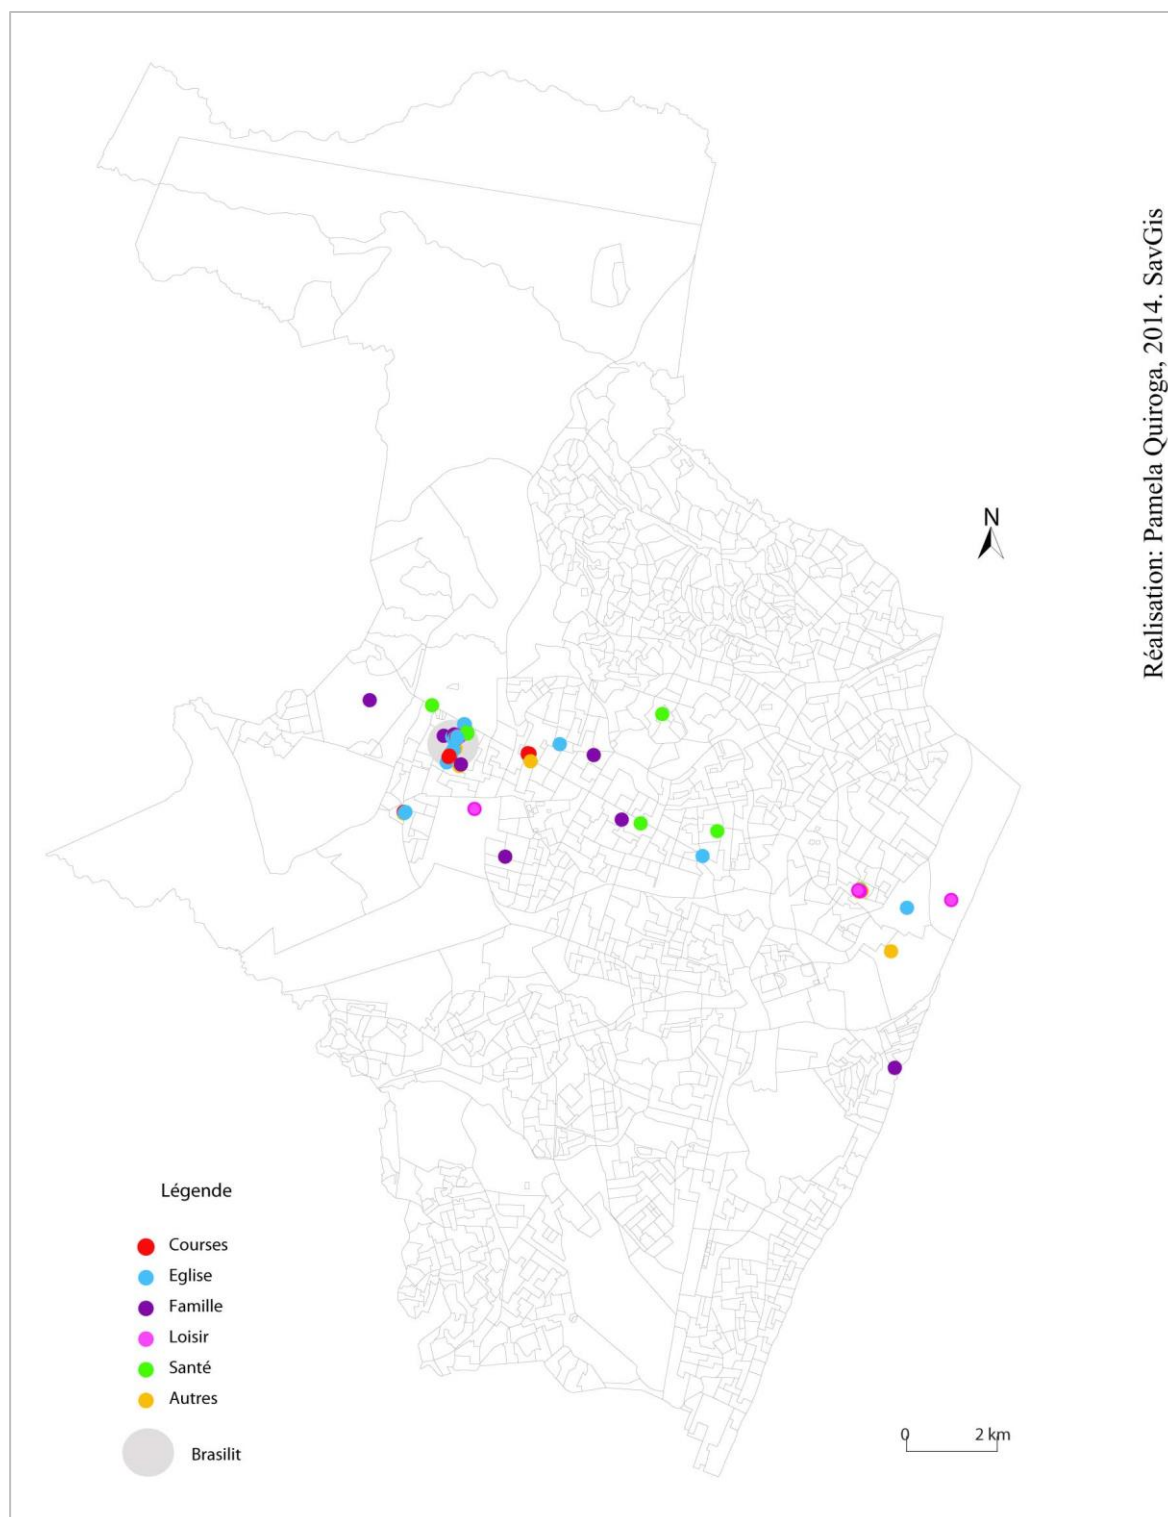 Réalisation: Pamela Quiroga, 2014. SavGis
N
Légende
Courses
Eglise
Famille
Loisir
Santé
Autres
Brasilit
0 2 km